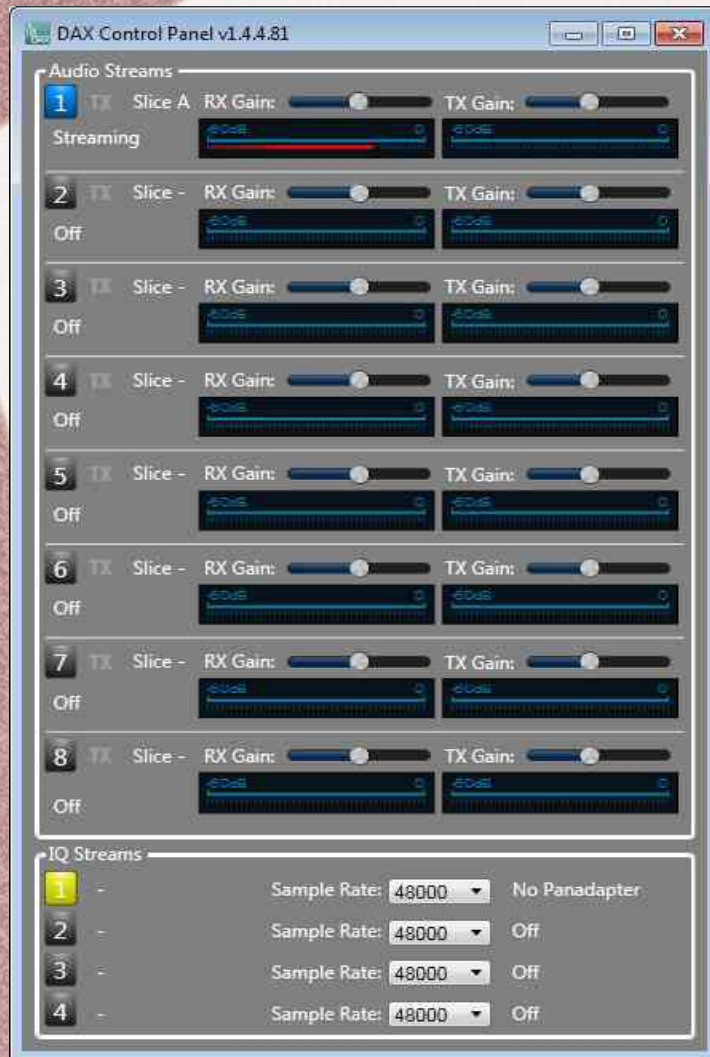 DAX Control Panel v1.4.4.81
Audio Streams
1 TX Slice A RX Gain: TX Gain:
Streaming -60dB 0 -60dB 0
2 TX Slice - RX Gain: TX Gain:
Off -60dB 0 -60dB 0
3 TX Slice - RX Gain: TX Gain:
Off -60dB 0 -60dB 0
4 TX Slice - RX Gain: TX Gain:
Off -60dB 0 -60dB 0
5 TX Slice - RX Gain: TX Gain:
Off -60dB 0 -60dB 0
6 TX Slice - RX Gain: TX Gain:
Off -60dB 0 -60dB 0
7 TX Slice - RX Gain: TX Gain:
Off -60dB 0 -60dB 0
8 TX Slice - RX Gain: TX Gain:
Off -60dB 0 -60dB 0
IQ Streams
1 - Sample Rate: 48000 No Panadapter
2 - Sample Rate: 48000 Off
3 - Sample Rate: 48000 Off
4 - Sample Rate: 48000 Off